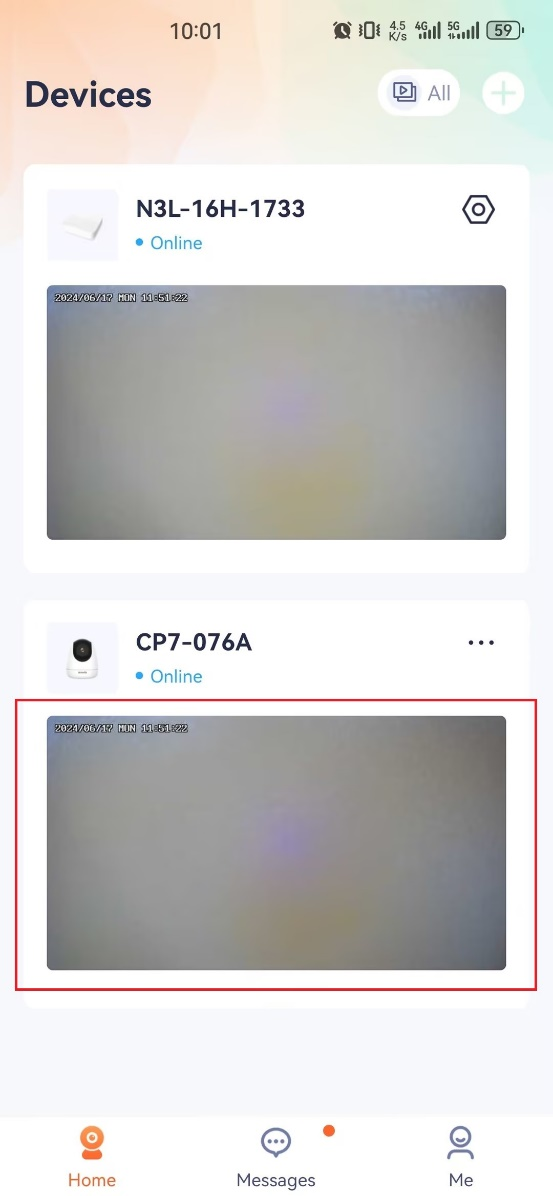 10:01
4.5 K/s 4G 5G 59
Devices
All
N3L-16H-1733
Online
2024/06/17 MON 11:51:22
CP7-076A
Online
2024/06/17 MON 11:51:22
Home
Messages
Me